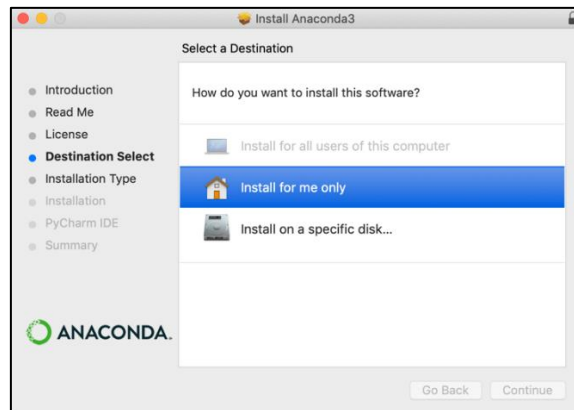 Install Anaconda3
Select a Destination
Introduction
Read Me
License
Destination Select
Installation Type
Installation
PyCharm IDE
Summary
How do you want to install this software?
Install for all users of this computer
Install for me only
Install on a specific disk...
ANACONDA.
Go Back
Continue